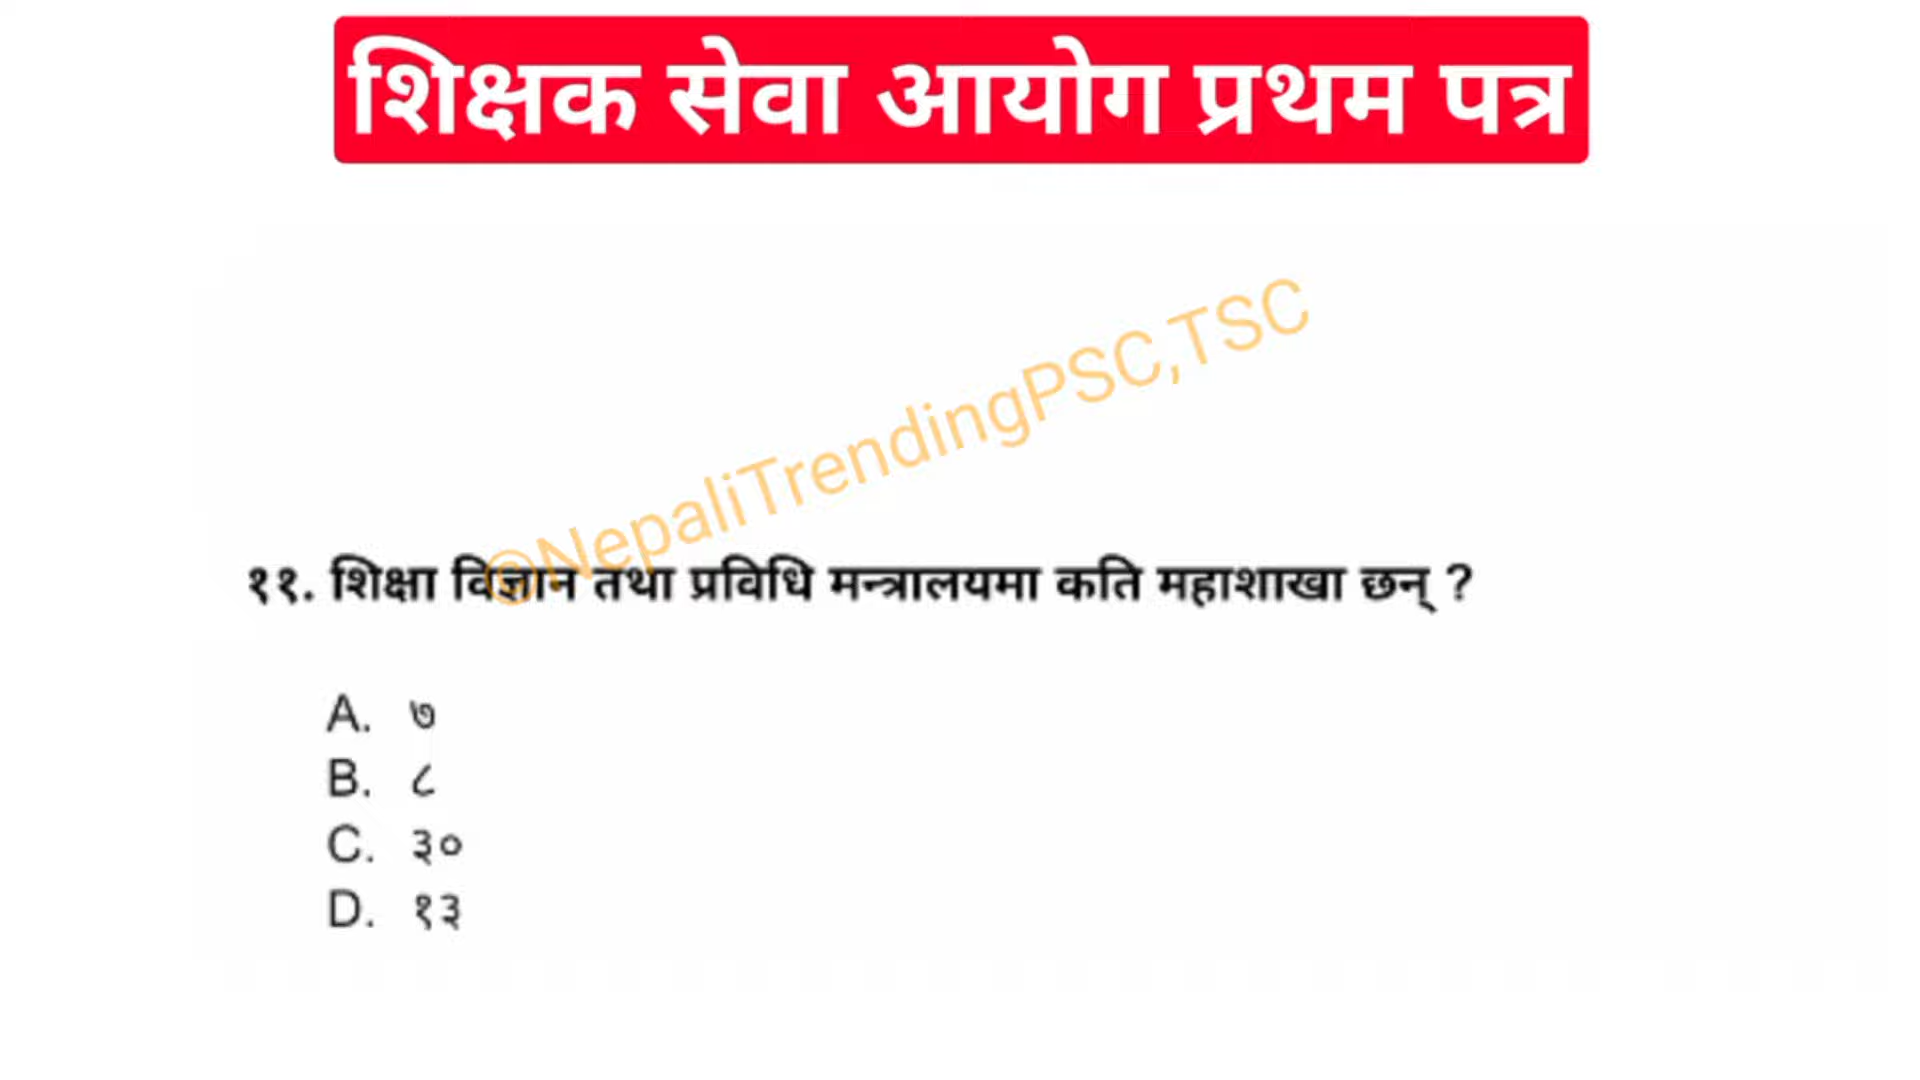 शिक्षक सेवा आयोग प्रथम पत्र
©NepaliTrendingPSC,TSC
११. शिक्षा विज्ञान तथा प्रविधि मन्त्रालयमा कति महाशाखा छन् ?
A. ७
B. ८
C. ३०
D. १३